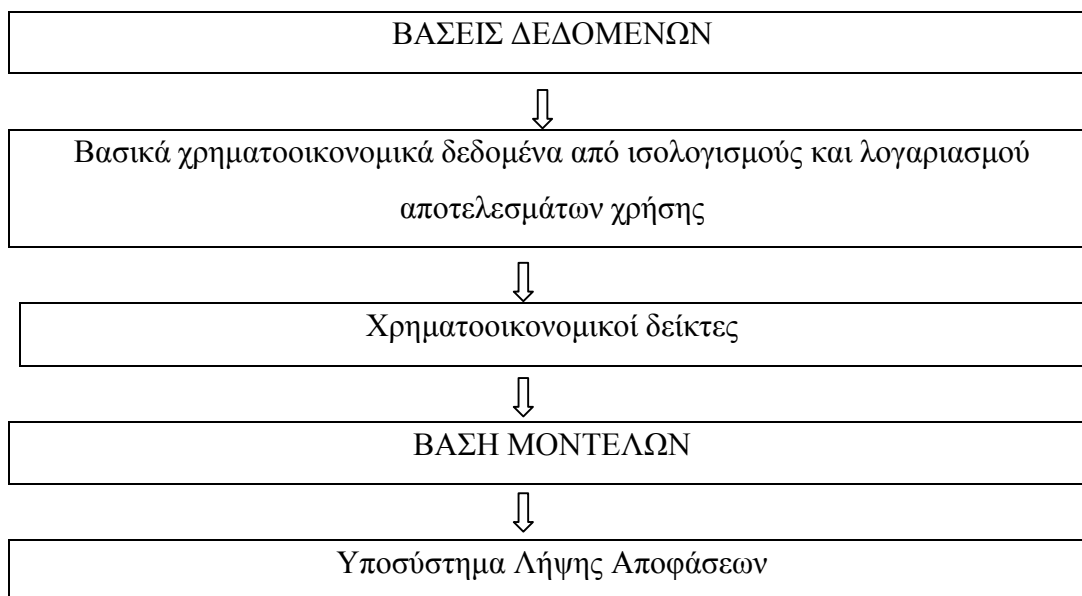 ΒΑΣΕΙΣ ΔΕΔΟΜΕΝΩΝ
Βασικά χρηματοοικονομικά δεδομένα από ισολογισμούς και λογαριασμού
αποτελεσμάτων χρήσης
Χρηματοοικονομικοί δείκτες
ΒΑΣΗ ΜΟΝΤΕΛΩΝ
Υποσύστημα Λήψης Αποφάσεων